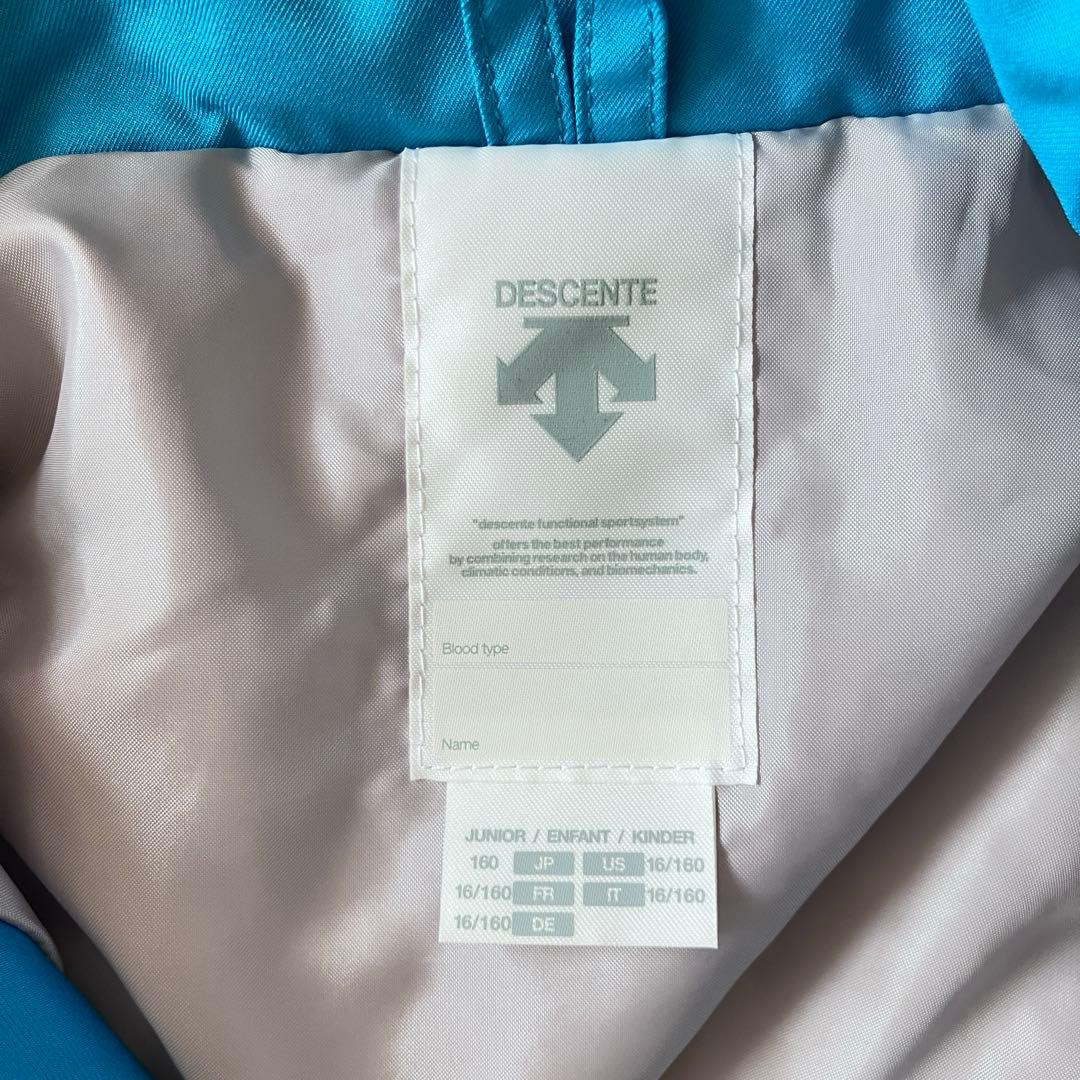 DESCENTE
"descente functional sportsystem"
offers the best performance
by combining research on the human body,
climatic conditions, and biomechanics.
Blood type
Name
JUNIOR / ENFANT / KINDER
160 JP US 16/160
16/160 FR IT 16/160
16/160 DE